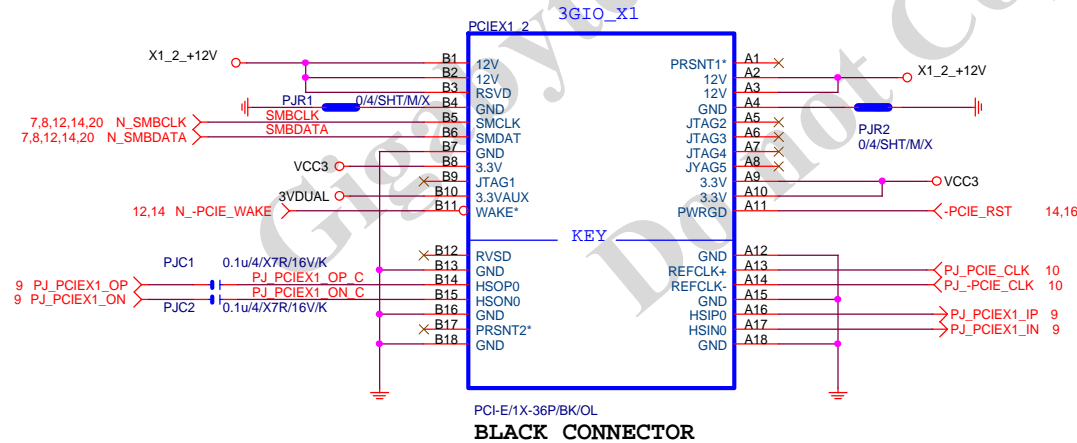 3GIO_X1
PCIEX1_2
X1_2_+12V
B1 12V
B2 12V
B3 RSVD
PJR1 0/4/SHT/M/X
B4 GND
7,8,12,14,20 N_SMBCLK SMBCLK B5 SMCLK
7,8,12,14,20 N_SMBDATA SMBDATA B6 SMDAT
B7 GND
VCC3 B8 3.3V
B9 JTAG1
3VDUAL B10 3.3VAUX
12,14 N_-PCIE_WAKE B11 WAKE*
PRSNT1* A1
12V A2
X1_2_+12V
12V A3
GND A4
PJR2
0/4/SHT/M/X
JTAG2 A5
JTAG3 A6
JTAG4 A7
JYAG5 A8
3.3V A9 VCC3
3.3V A10
PWRGD A11 -PCIE_RST 14,16
KEY
B12 RVSD
PJC1 0.1u/4/X7R/16V/K
B13 GND
9 PJ_PCIEX1_OP PJ_PCIEX1_OP_C B14 HSOP0
9 PJ_PCIEX1_ON PJ_PCIEX1_ON_C B15 HSON0
PJC2 0.1u/4/X7R/16V/K
B16 GND
B17 PRSNT2*
B18 GND
GND A12
REFCLK+ A13 PJ_PCIE_CLK 10
REFCLK- A14 PJ_-PCIE_CLK 10
GND A15
HSIP0 A16 PJ_PCIEX1_IP 9
HSIN0 A17 PJ_PCIEX1_IN 9
GND A18
PCI-E/1X-36P/BK/OL
BLACK CONNECTOR
Gigabyte
Do not Co